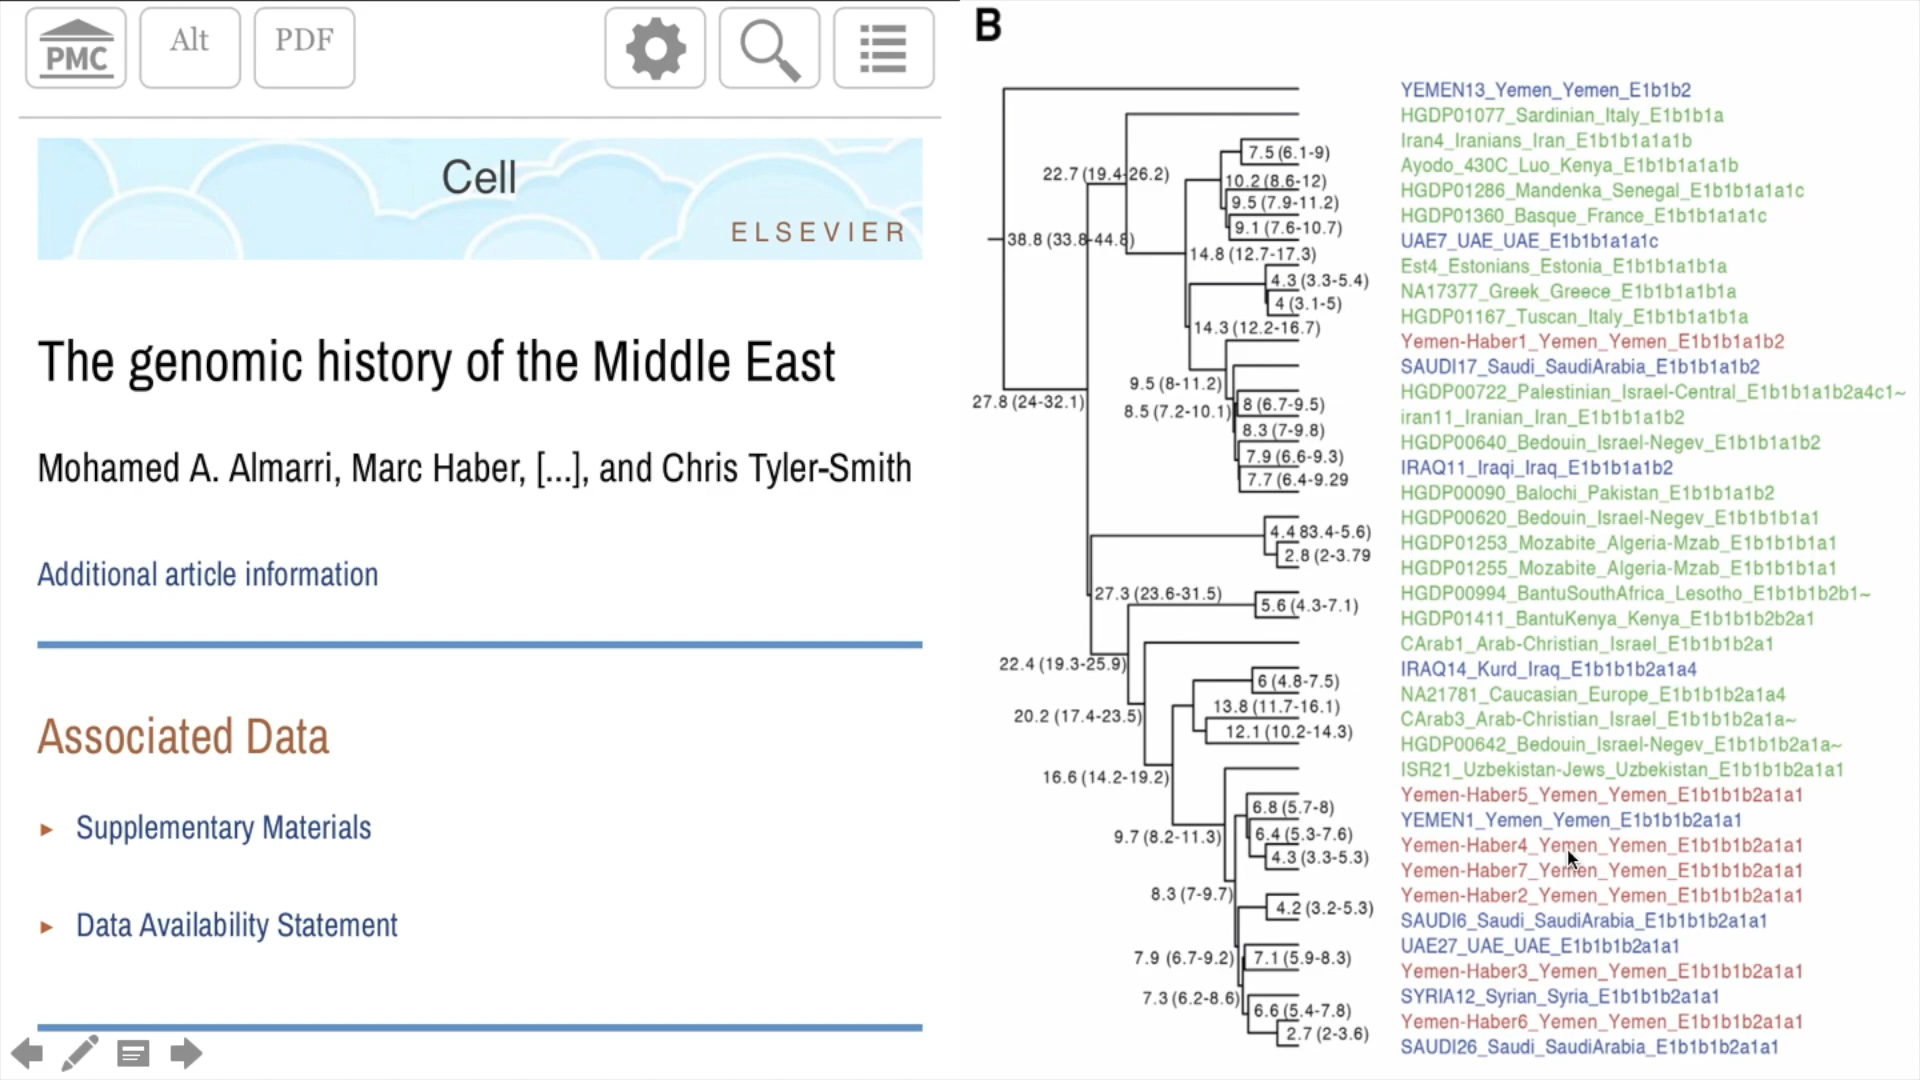 PMC
Alt
PDF
Cell
ELSEVIER
The genomic history of the Middle East
Mohamed A. Almarri, Marc Haber, [...], and Chris Tyler-Smith
Additional article information
Associated Data
Supplementary Materials
Data Availability Statement
B
7.5 (6.1-9)
22.7 (19.4-26.2)
10.2 (8.6-12)
9.5 (7.9-11.2)
9.1 (7.6-10.7)
38.8 (33.8-44.8)
14.8 (12.7-17.3)
4.3 (3.3-5.4)
4 (3.1-5)
14.3 (12.2-16.7)
9.5 (8-11.2)
27.8 (24-32.1)
8 (6.7-9.5)
8.5 (7.2-10.1)
8.3 (7-9.8)
7.9 (6.6-9.3)
7.7 (6.4-9.29
4.4 83.4-5.6)
2.8 (2-3.79
27.3 (23.6-31.5)
5.6 (4.3-7.1)
22.4 (19.3-25.9)
6 (4.8-7.5)
13.8 (11.7-16.1)
20.2 (17.4-23.5)
12.1 (10.2-14.3)
16.6 (14.2-19.2)
6.8 (5.7-8)
9.7 (8.2-11.3)
6.4 (5.3-7.6)
4.3 (3.3-5.3)
8.3 (7-9.7)
4.2 (3.2-5.3)
7.9 (6.7-9.2)
7.1 (5.9-8.3)
7.3 (6.2-8.6)
6.6 (5.4-7.8)
2.7 (2-3.6)
YEMEN13_Yemen_Yemen_E1b1b2
HGDP01077_Sardinian_Italy_E1b1b1a
Iran4_Iranians_Iran_E1b1b1a1a1b
Ayodo_430C_Luo_Kenya_E1b1b1a1a1b
HGDP01286_Mandenka_Senegal_E1b1b1a1a1c
HGDP01360_Basque_France_E1b1b1a1a1c
UAE7_UAE_UAE_E1b1b1a1a1c
Est4_Estonians_Estonia_E1b1b1a1b1a
NA17377_Greek_Greece_E1b1b1a1b1a
HGDP01167_Tuscan_Italy_E1b1b1a1b1a
Yemen-Haber1_Yemen_Yemen_E1b1b1a1b2
SAUDI17_Saudi_SaudiArabia_E1b1b1a1b2
HGDP00722_Palestinian_Israel-Central_E1b1b1a1b2a4c1~
iran11_Iranian_Iran_E1b1b1a1b2
HGDP00640_Bedouin_Israel-Negev_E1b1b1a1b2
IRAQ11_Iraqi_Iraq_E1b1b1a1b2
HGDP00090_Balochi_Pakistan_E1b1b1a1b2
HGDP00620_Bedouin_Israel-Negev_E1b1b1b1a1
HGDP01253_Mozabite_Algeria-Mzab_E1b1b1b1a1
HGDP01255_Mozabite_Algeria-Mzab_E1b1b1b1a1
HGDP00994_BantuSouthAfrica_Lesotho_E1b1b1b2b1~
HGDP01411_BantuKenya_Kenya_E1b1b1b2b2a1
CArab1_Arab-Christian_Israel_E1b1b1b2a1
IRAQ14_Kurd_Iraq_E1b1b1b2a1a4
NA21781_Caucasian_Europe_E1b1b1b2a1a4
CArab3_Arab-Christian_Israel_E1b1b1b2a1a~
HGDP00642_Bedouin_Israel-Negev_E1b1b1b2a1a~
ISR21_Uzbekistan-Jews_Uzbekistan_E1b1b1b2a1a1
Yemen-Haber5_Yemen_Yemen_E1b1b1b2a1a1
YEMEN1_Yemen_Yemen_E1b1b1b2a1a1
Yemen-Haber4_Yemen_Yemen_E1b1b1b2a1a1
Yemen-Haber7_Yemen_Yemen_E1b1b1b2a1a1
Yemen-Haber2_Yemen_Yemen_E1b1b1b2a1a1
SAUDI6_Saudi_SaudiArabia_E1b1b1b2a1a1
UAE27_UAE_UAE_E1b1b1b2a1a1
Yemen-Haber3_Yemen_Yemen_E1b1b1b2a1a1
SYRIA12_Syrian_Syria_E1b1b1b2a1a1
Yemen-Haber6_Yemen_Yemen_E1b1b1b2a1a1
SAUDI26_Saudi_SaudiArabia_E1b1b1b2a1a1